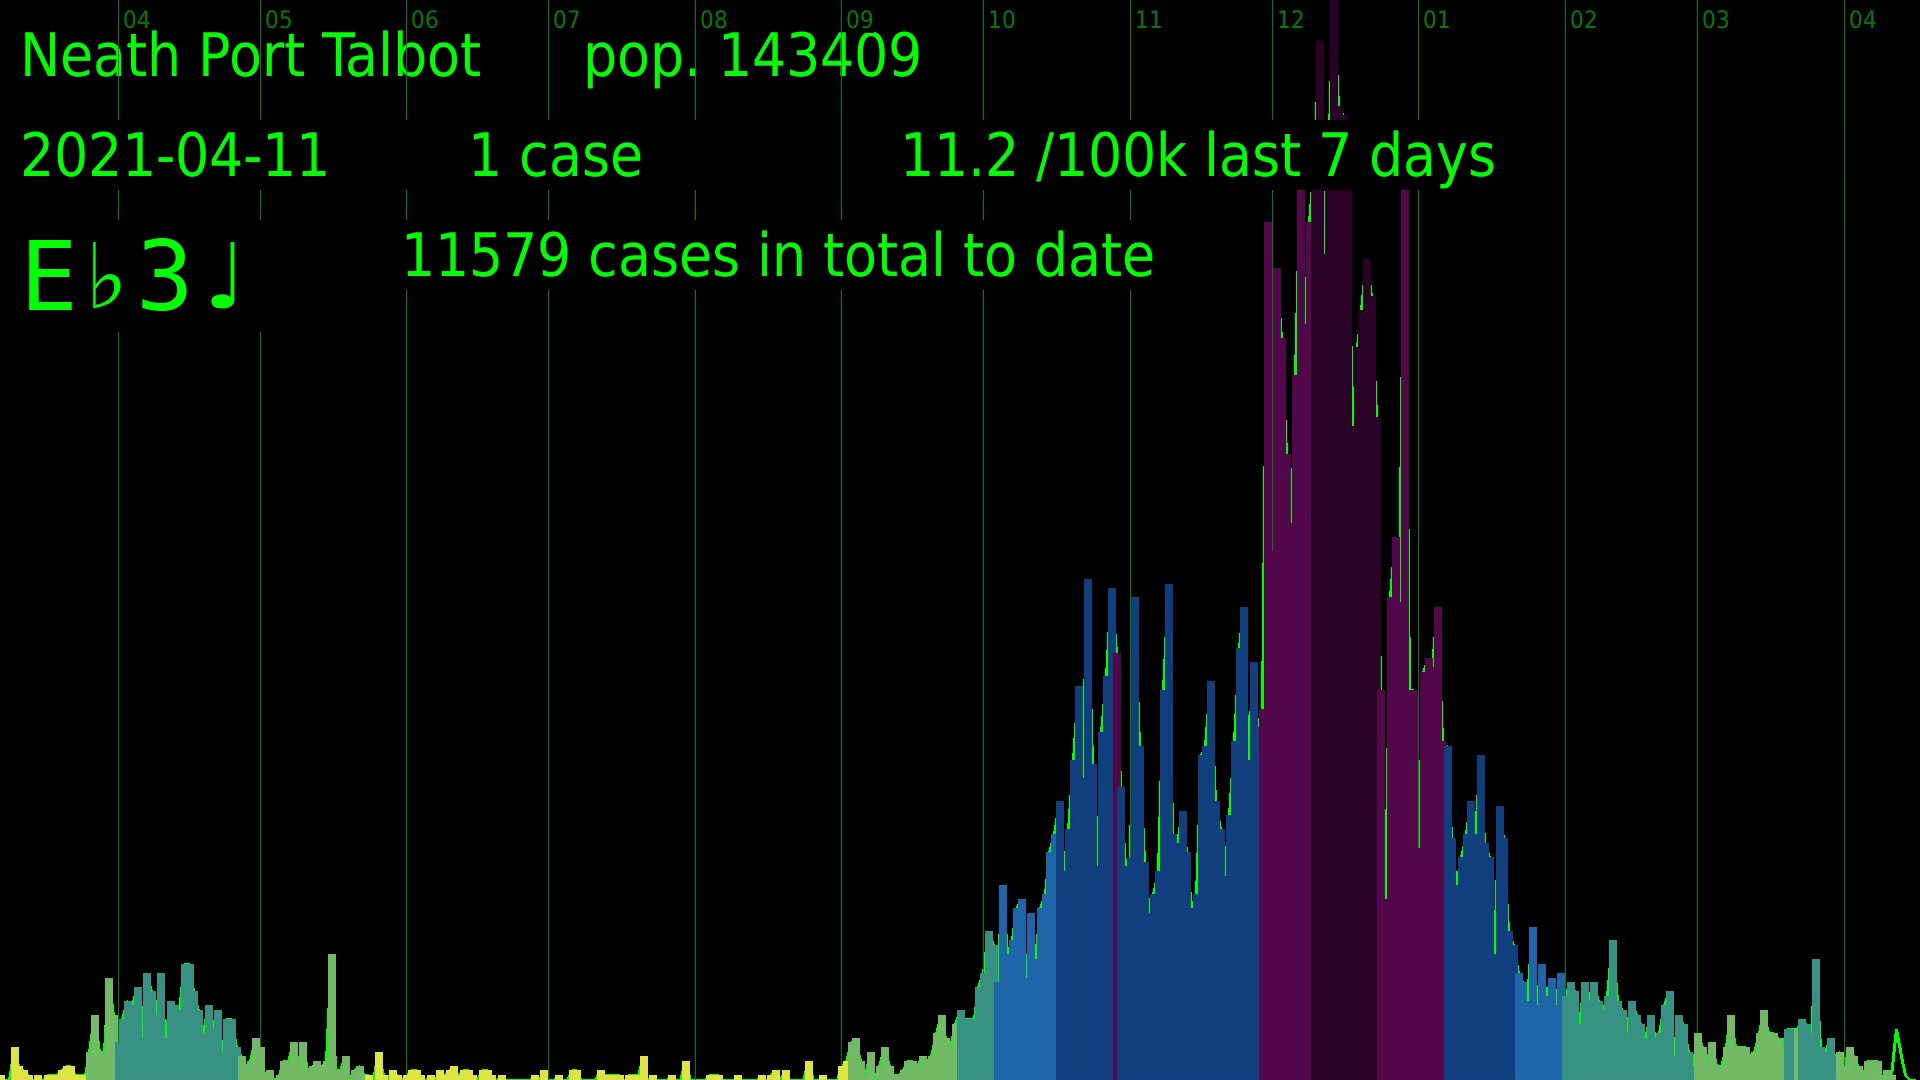 04 05 06 07 08 09 10 11 12 01 02 03 04
Neath Port Talbot pop. 143409
2021-04-11 1 case 11.2 /100k last 7 days
E♭3♩ 11579 cases in total to date